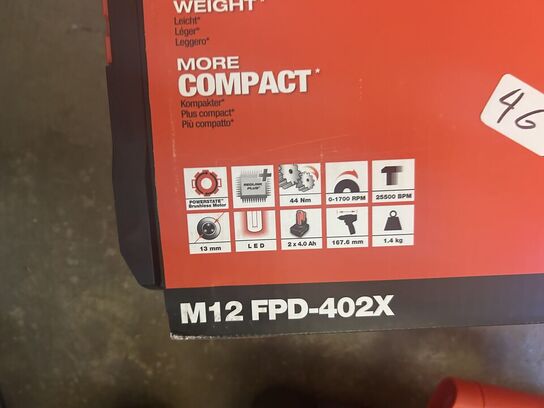 WEIGHT*
Leicht*
Léger*
Leggero*
MORE
COMPACT*
Kompakter*
Plus compact*
Più compatto*
46
REDLINK
PLUS
POWERSTATE™
Brushless Motor
44 Nm
0-1700 RPM
25500 BPM
13 mm
LED
2 x 4.0 Ah
167.6 mm
1.4 kg
M12 FPD-402X